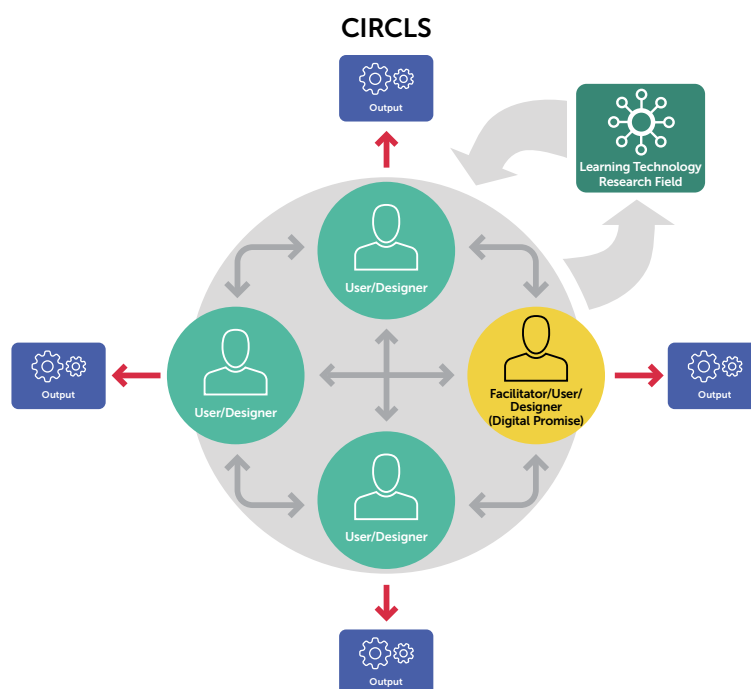 CIRCLS
Output
Learning Technology
Research Field
User/Designer
User/Designer
Facilitator/User/
Designer
(Digital Promise)
Output
Output
User/Designer
Output